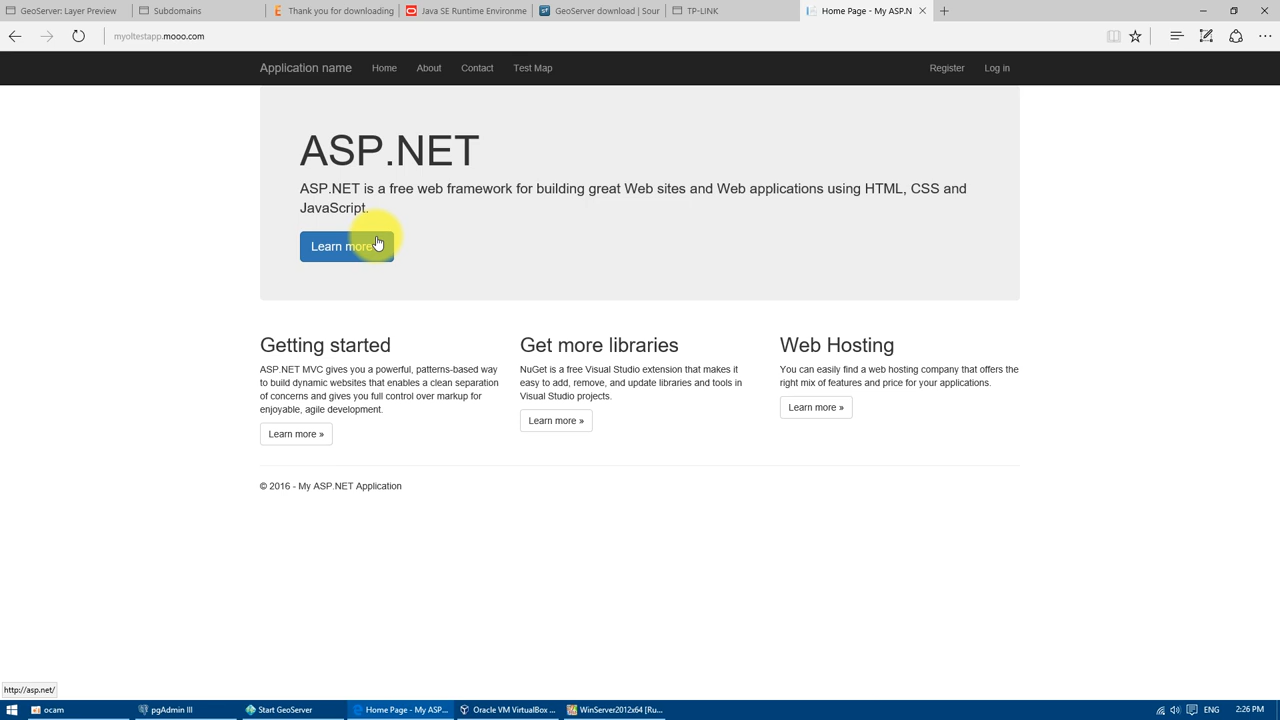 GeoServer: Layer Preview
Subdomains
Thank you for downloading
Java SE Runtime Environme
GeoServer download | Sour
TP-LINK
Home Page - My ASP.N
myoltestapp.mooo.com
Application name
Home
About
Contact
Test Map
Register
Log in
ASP.NET
ASP.NET is a free web framework for building great Web sites and Web applications using HTML, CSS and
JavaScript.
Learn more
Getting started
ASP.NET MVC gives you a powerful, patterns-based way
to build dynamic websites that enables a clean separation
of concerns and gives you full control over markup for
enjoyable, agile development.
Learn more »
Get more libraries
NuGet is a free Visual Studio extension that makes it
easy to add, remove, and update libraries and tools in
Visual Studio projects.
Learn more »
Web Hosting
You can easily find a web hosting company that offers the
right mix of features and price for your applications.
Learn more »
© 2016 - My ASP.NET Application
http://asp.net/
ocam
pgAdmin III
Start GeoServer
Home Page - My ASP...
Oracle VM VirtualBox ...
WinServer2012x64 [Ru...
ENG
2:26 PM